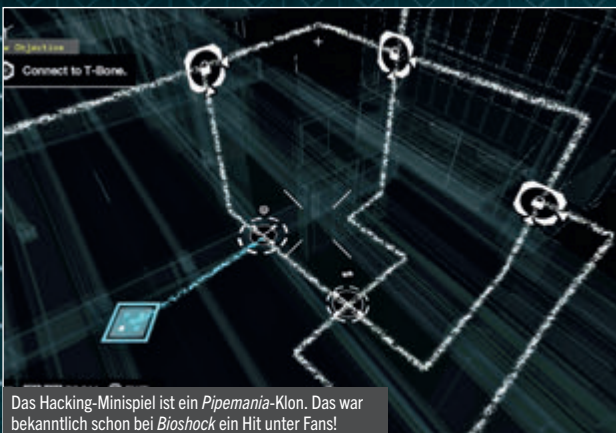 w Objective
Connect to T-Bone.
Das Hacking-Minispiel ist ein Pipemania-Klon. Das war
bekanntlich schon bei Bioshock ein Hit unter Fans!